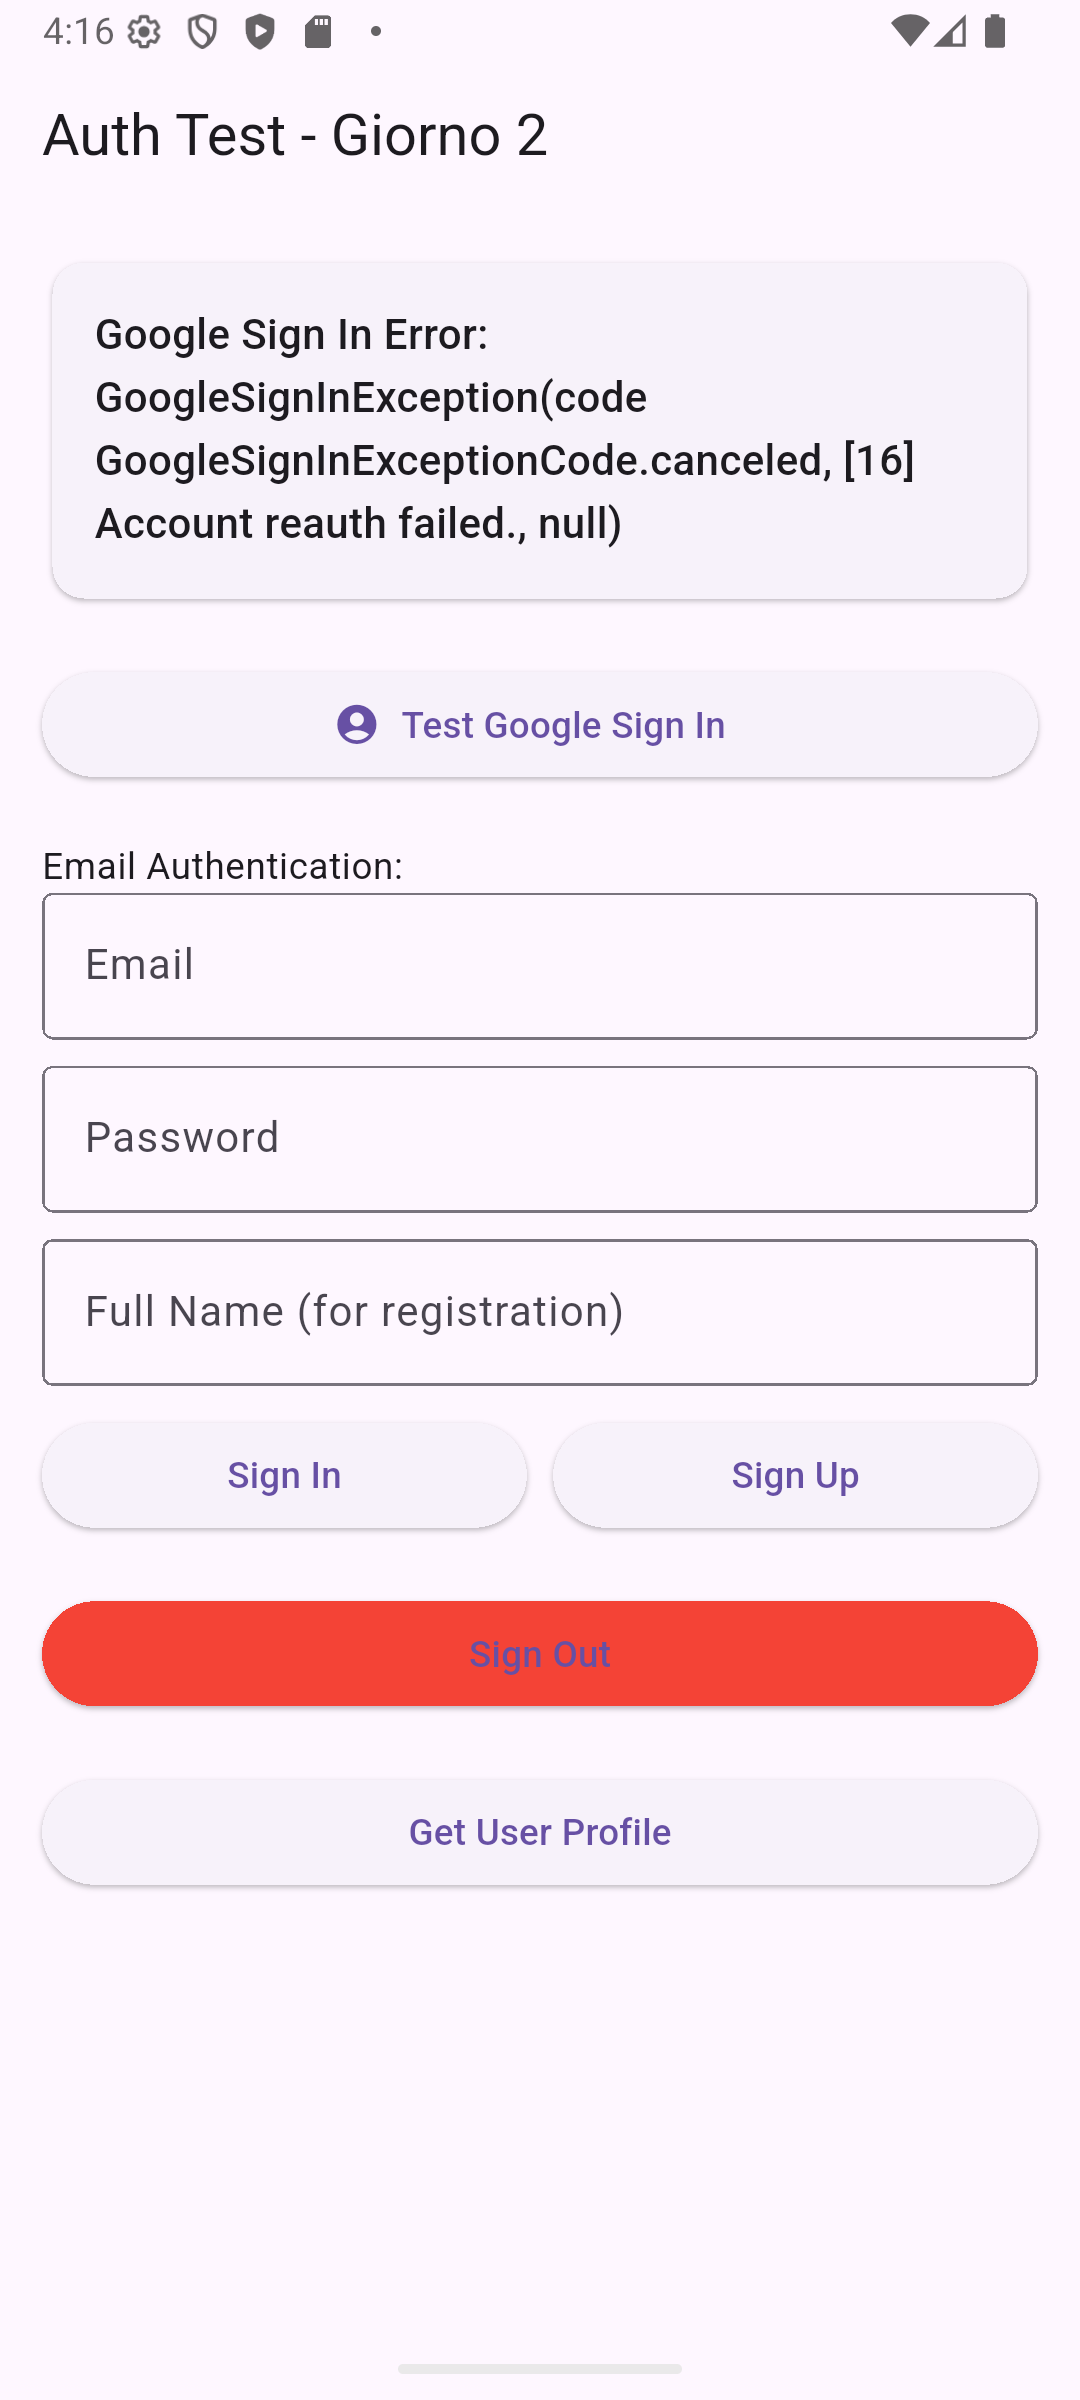 4:16
Auth Test - Giorno 2
Google Sign In Error:
GoogleSignInException(code
GoogleSignInExceptionCode.canceled, [16]
Account reauth failed., null)
Test Google Sign In
Email Authentication:
Email
Password
Full Name (for registration)
Sign In
Sign Up
Sign Out
Get User Profile